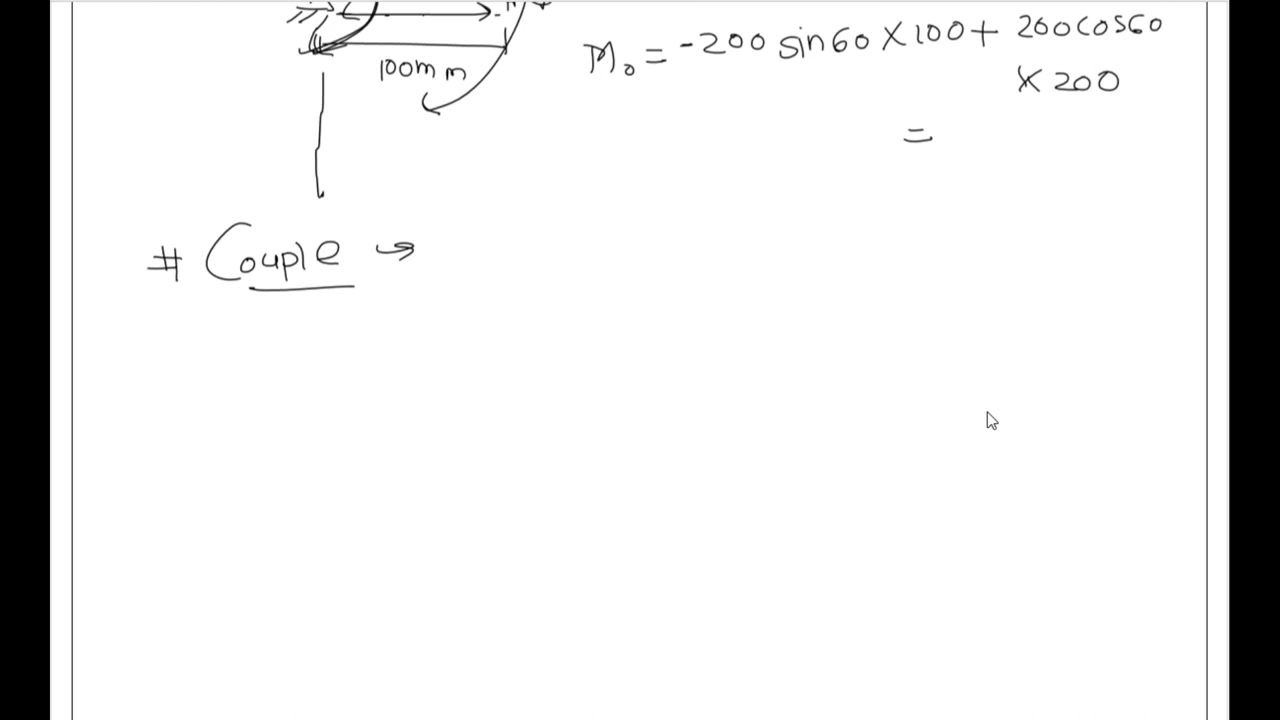 M₀ = -200 sin60 × 100 + 200cos60
× 200
=
100mm
# Couple →